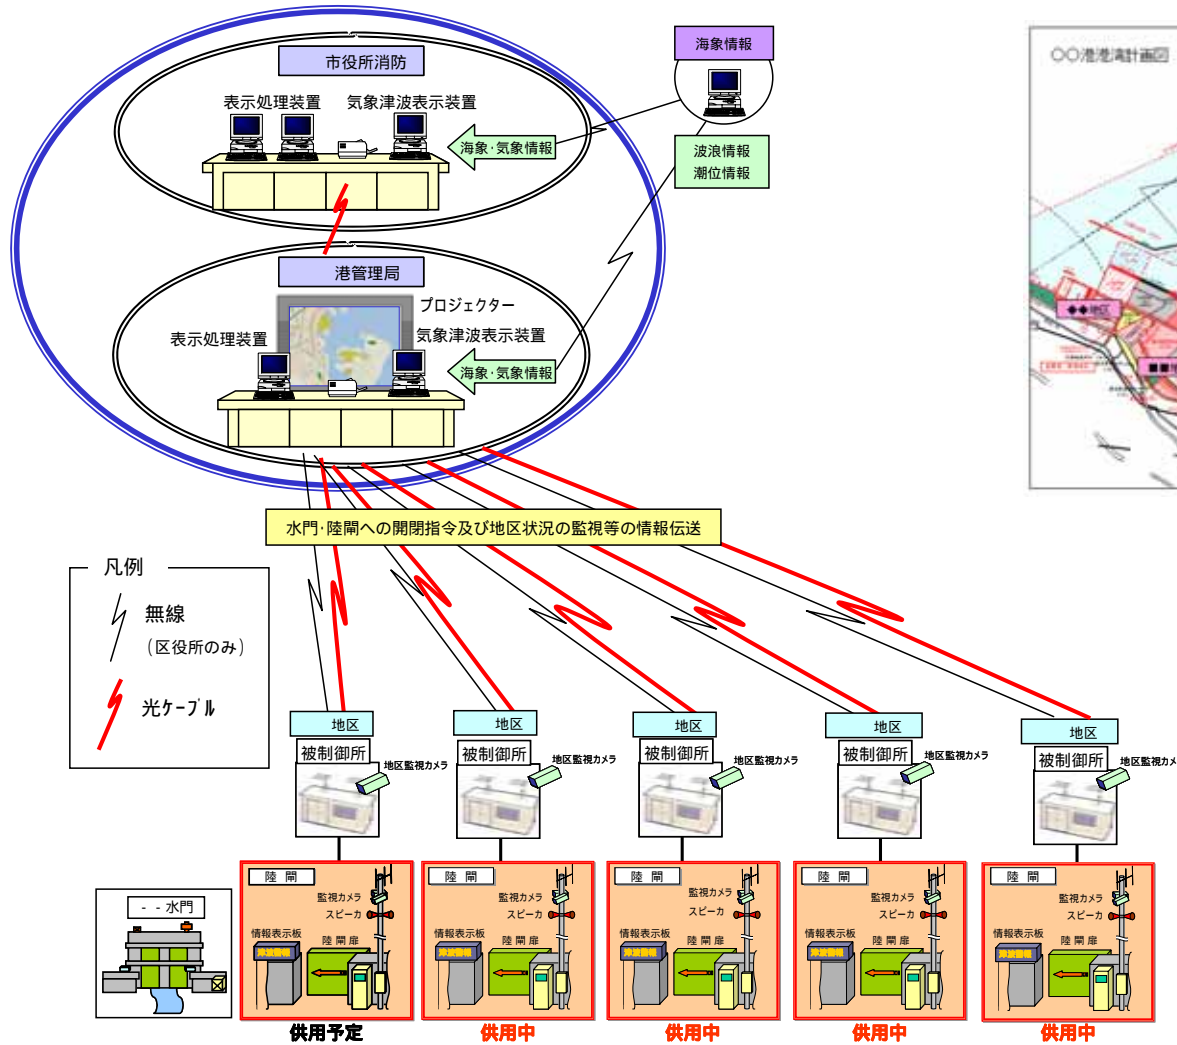 市役所消防
表示処理装置
気象津波表示装置
海象･気象情報
海象情報
波浪情報
潮位情報
港管理局
プロジェクター
表示処理装置
気象津波表示装置
海象･気象情報
○○港港湾計画図
◆◆地区
■■地
水門･陸閘への開閉指令及び地区状況の監視等の情報伝送
凡例
無線
(区役所のみ)
光ｹｰﾌﾞﾙ
地区
被制御所
地区監視カメラ
地区
被制御所
地区監視カメラ
地区
被制御所
地区監視カメラ
地区
被制御所
地区監視カメラ
地区
被制御所
地区監視カメラ
- - 水門
陸 閘
監視カメラ
スピーカ
情報表示板
陸 閘 扉
供用予定
陸 閘
監視カメラ
スピーカ
情報表示板
陸 閘 扉
供用中
陸 閘
監視カメラ
スピーカ
情報表示板
陸 閘 扉
供用中
陸 閘
監視カメラ
スピーカ
情報表示板
陸 閘 扉
供用中
陸 閘
監視カメラ
スピーカ
情報表示板
陸 閘 扉
供用中